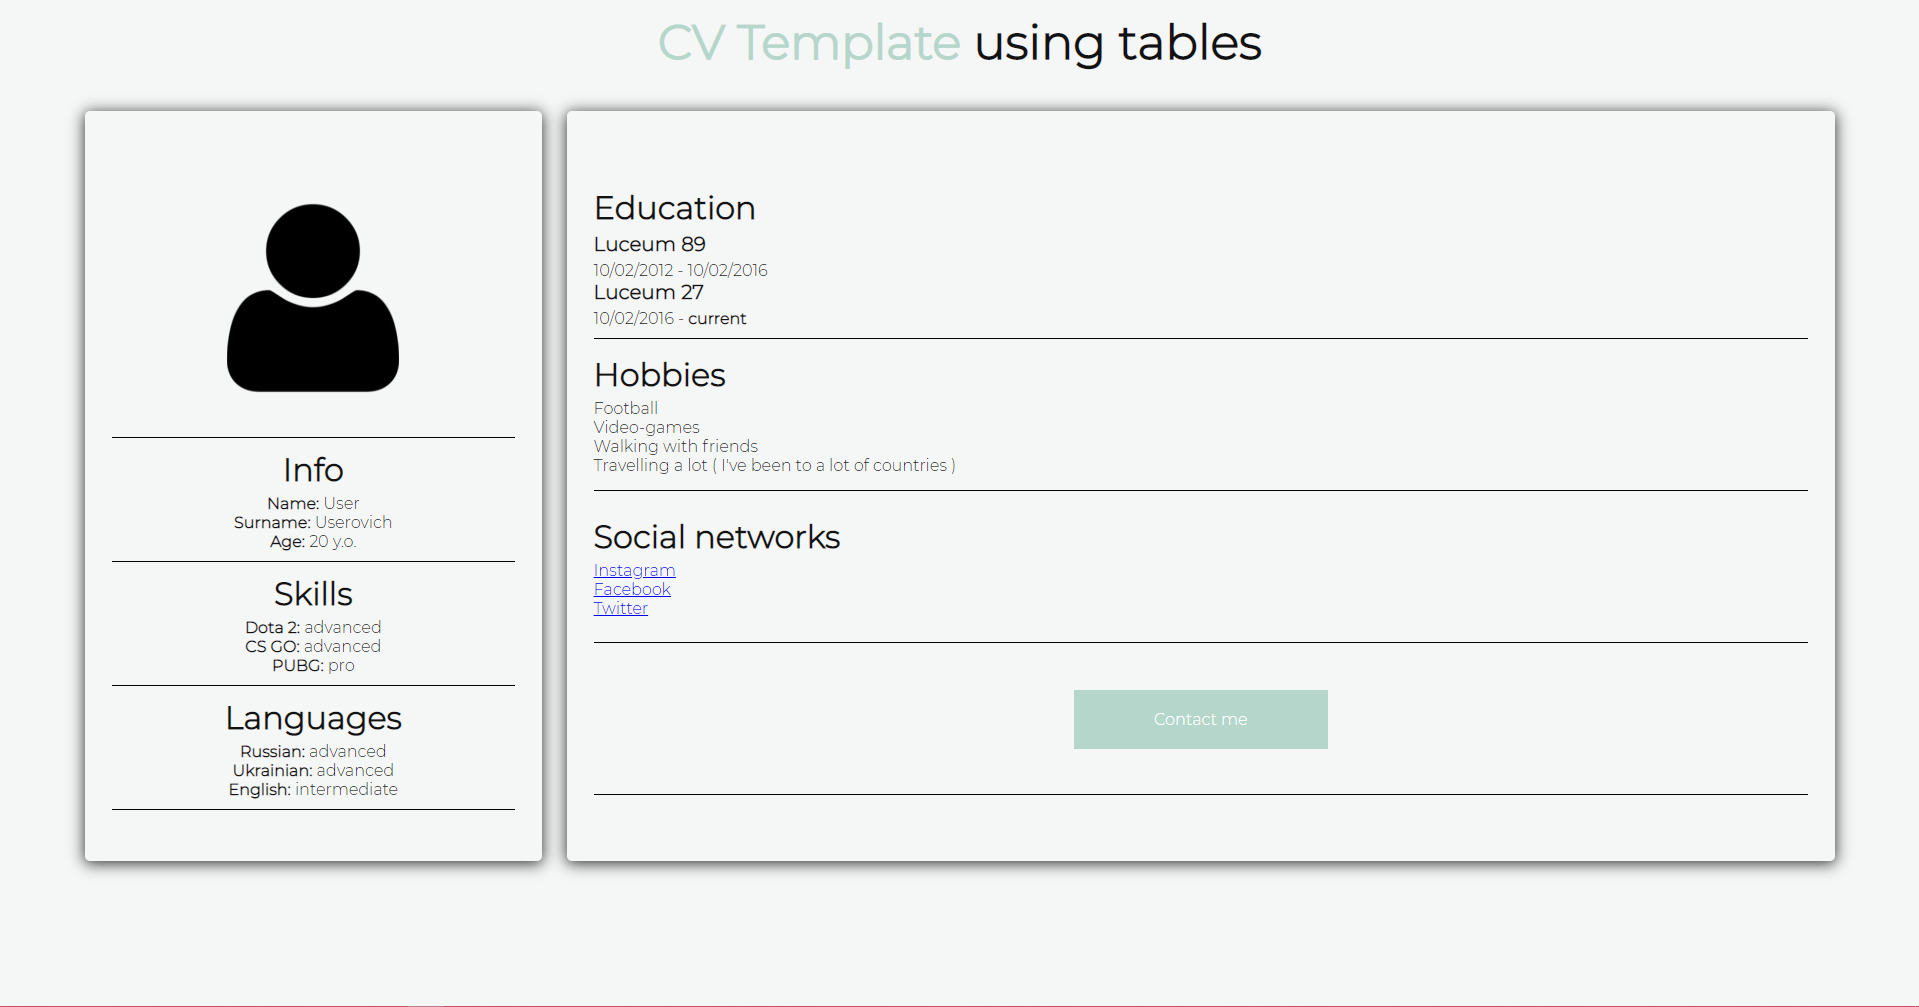 CV Template using tables
Info
Name: User
Surname: Userovich
Age: 20 y.o.
Skills
Dota 2: advanced
CS GO: advanced
PUBG: pro
Languages
Russian: advanced
Ukrainian: advanced
English: intermediate
Education
Luceum 89
10/02/2012 - 10/02/2016
Luceum 27
10/02/2016 - current
Hobbies
Football
Video-games
Walking with friends
Travelling a lot ( I've been to a lot of countries )
Social networks
Instagram
Facebook
Twitter
Contact me